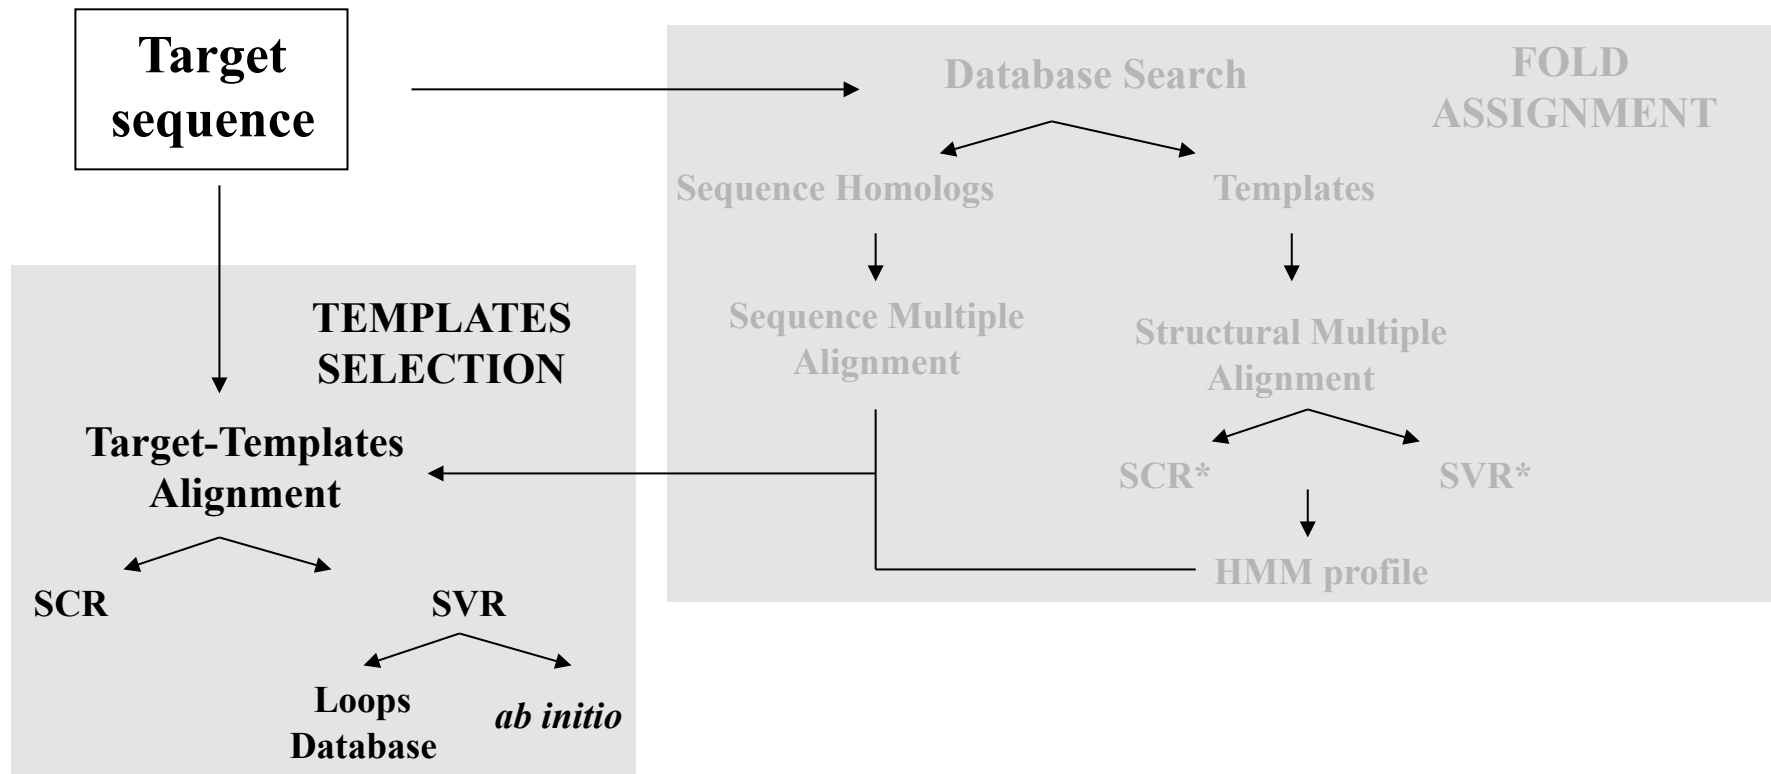 Target
sequence
Database Search
FOLD
ASSIGNMENT
Sequence Homologs
Templates
Sequence Multiple
Alignment
Structural Multiple
Alignment
SCR*
SVR*
HMM profile
TEMPLATES
SELECTION
Target-Templates
Alignment
SCR
SVR
Loops
Database
ab initio